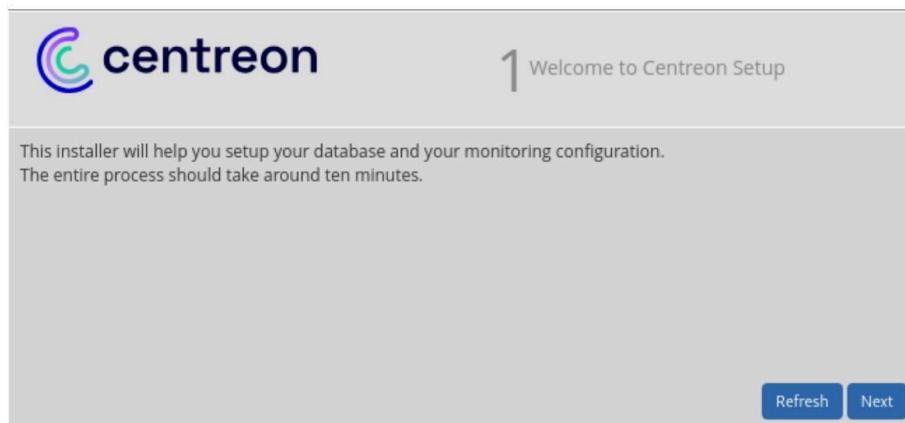 centreon
1 Welcome to Centreon Setup
This installer will help you setup your database and your monitoring configuration.
The entire process should take around ten minutes.
Refresh Next